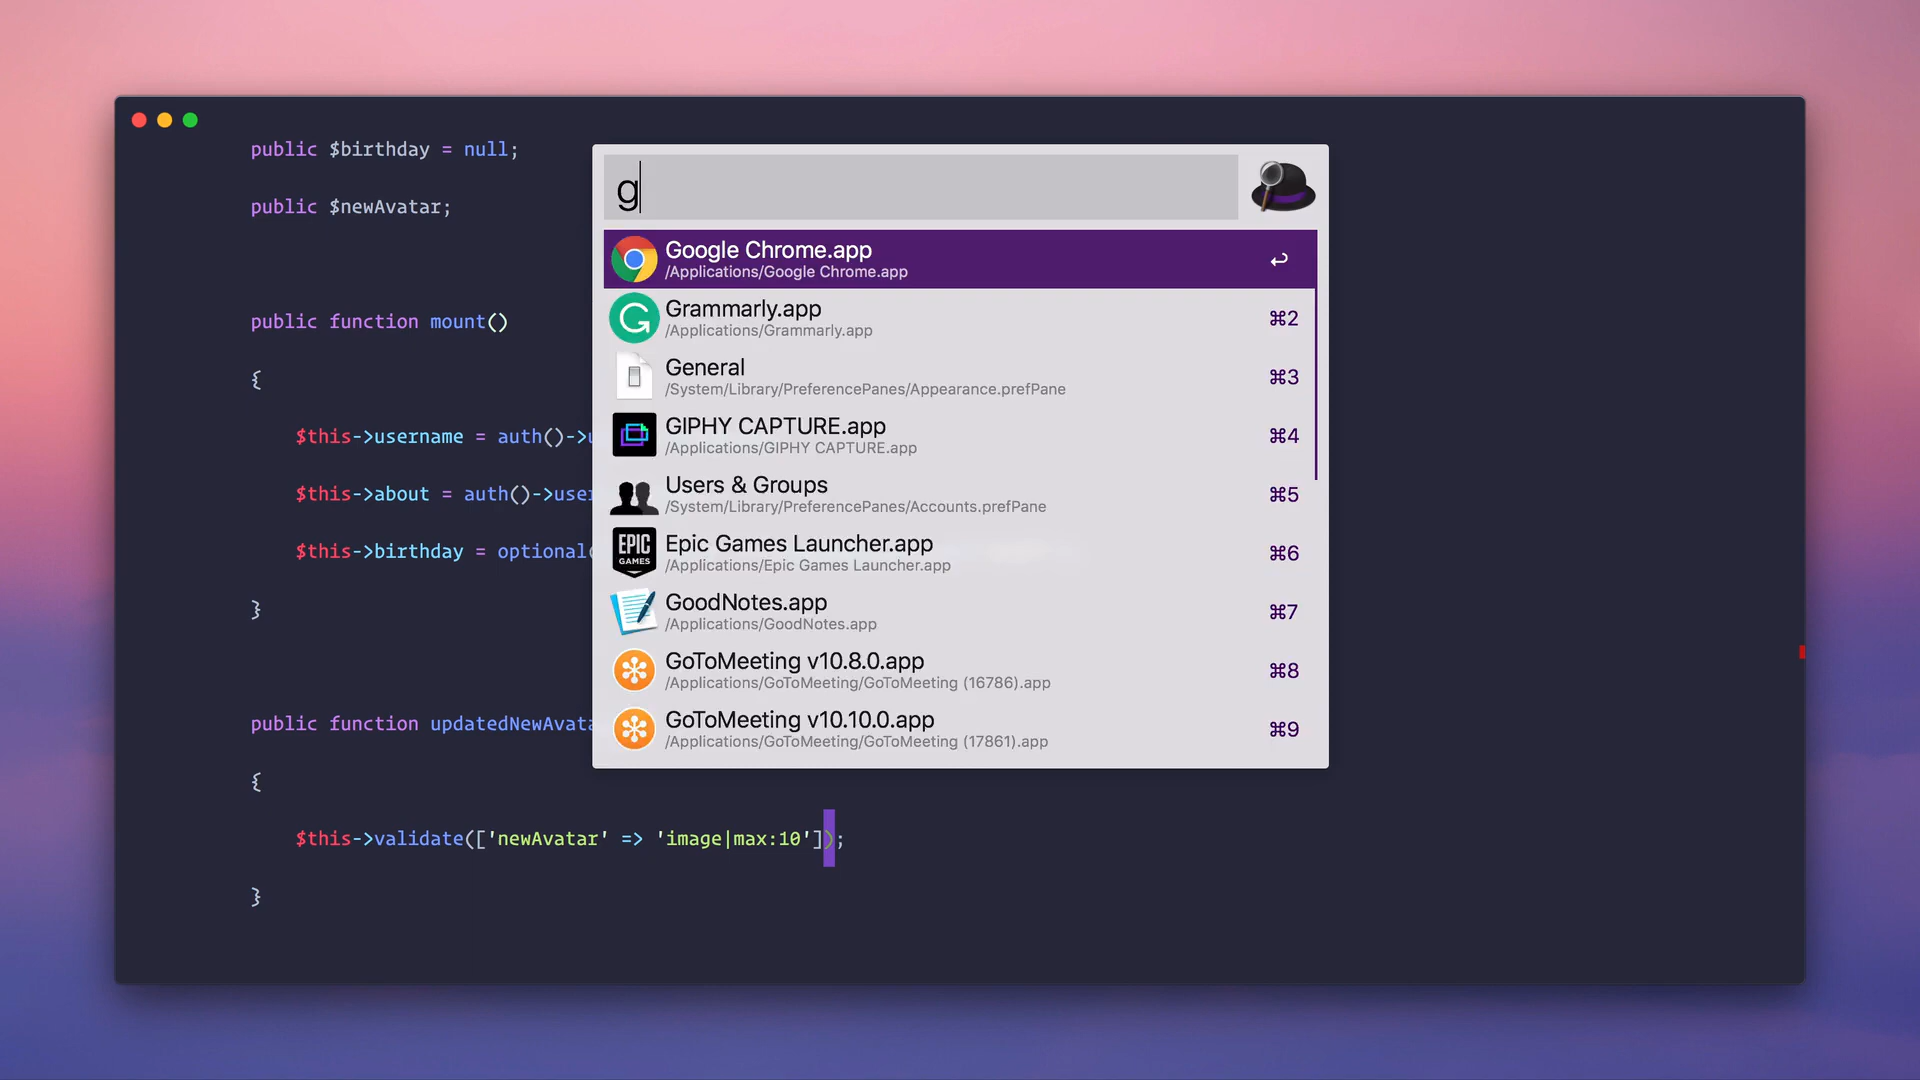 public $birthday = null;
public $newAvatar;
public function mount()
{
$this->username = auth()->u
$this->about = auth()->use
$this->birthday = optional(
}
public function updatedNewAvata
{
$this->validate(['newAvatar' => 'image|max:10']);
}
g
Google Chrome.app
/Applications/Google Chrome.app
Grammarly.app
/Applications/Grammarly.app
⌘2
General
/System/Library/PreferencePanes/Appearance.prefPane
⌘3
GIPHY CAPTURE.app
/Applications/GIPHY CAPTURE.app
⌘4
Users & Groups
/System/Library/PreferencePanes/Accounts.prefPane
⌘5
EPIC
GAMES
Epic Games Launcher.app
/Applications/Epic Games Launcher.app
⌘6
GoodNotes.app
/Applications/GoodNotes.app
⌘7
GoToMeeting v10.8.0.app
/Applications/GoToMeeting/GoToMeeting (16786).app
⌘8
GoToMeeting v10.10.0.app
/Applications/GoToMeeting/GoToMeeting (17861).app
⌘9